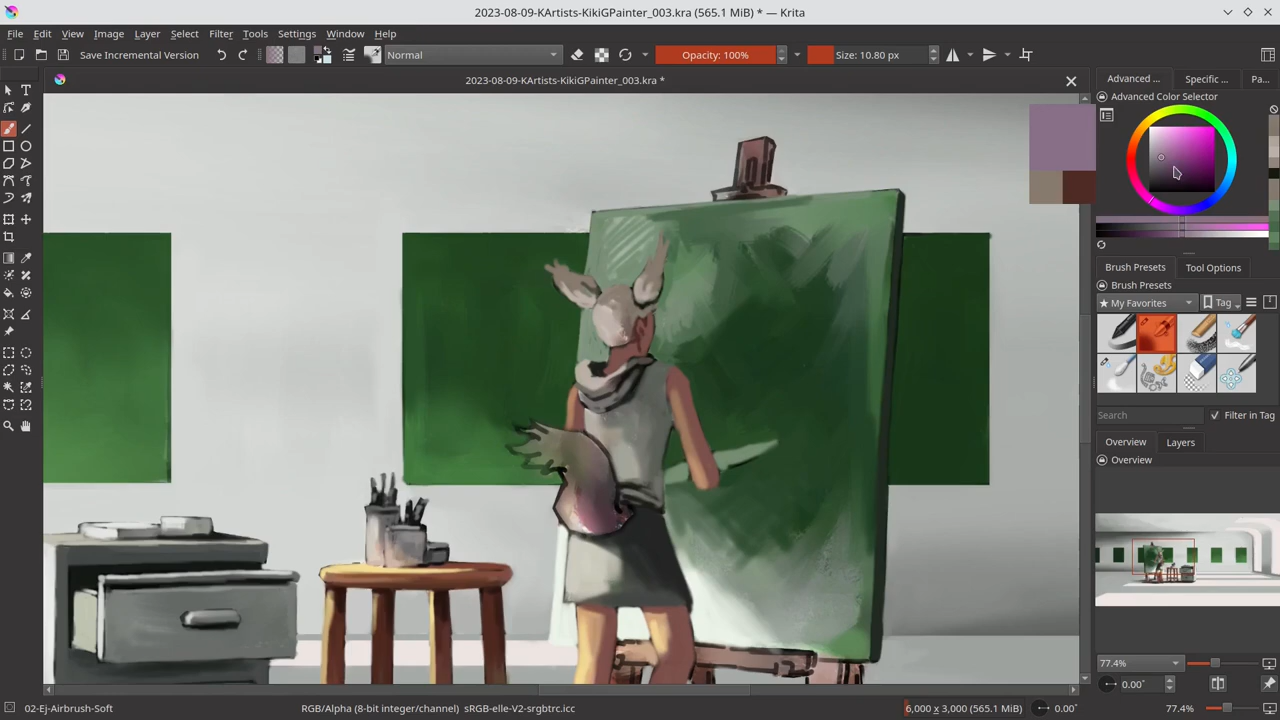 2023-08-09-KArtists-KikiGPainter_003.kra (565.1 MiB) * — Krita
File Edit View Image Layer Select Filter Tools Settings Window Help
Save Incremental Version Normal Opacity: 100% Size: 10.80 px
2023-08-09-KArtists-KikiGPainter_003.kra *
Advanced ... Specific ... Pa...
Advanced Color Selector
Brush Presets Tool Options
Brush Presets
★ My Favorites Tag
Search Filter in Tag
Overview Layers
Overview
77.4%
0.00°
02-Ej-Airbrush-Soft RGB/Alpha (8-bit integer/channel) sRGB-elle-V2-srgbtrc.icc 6,000 x 3,000 (565.1 MiB) 0.00° 77.4%